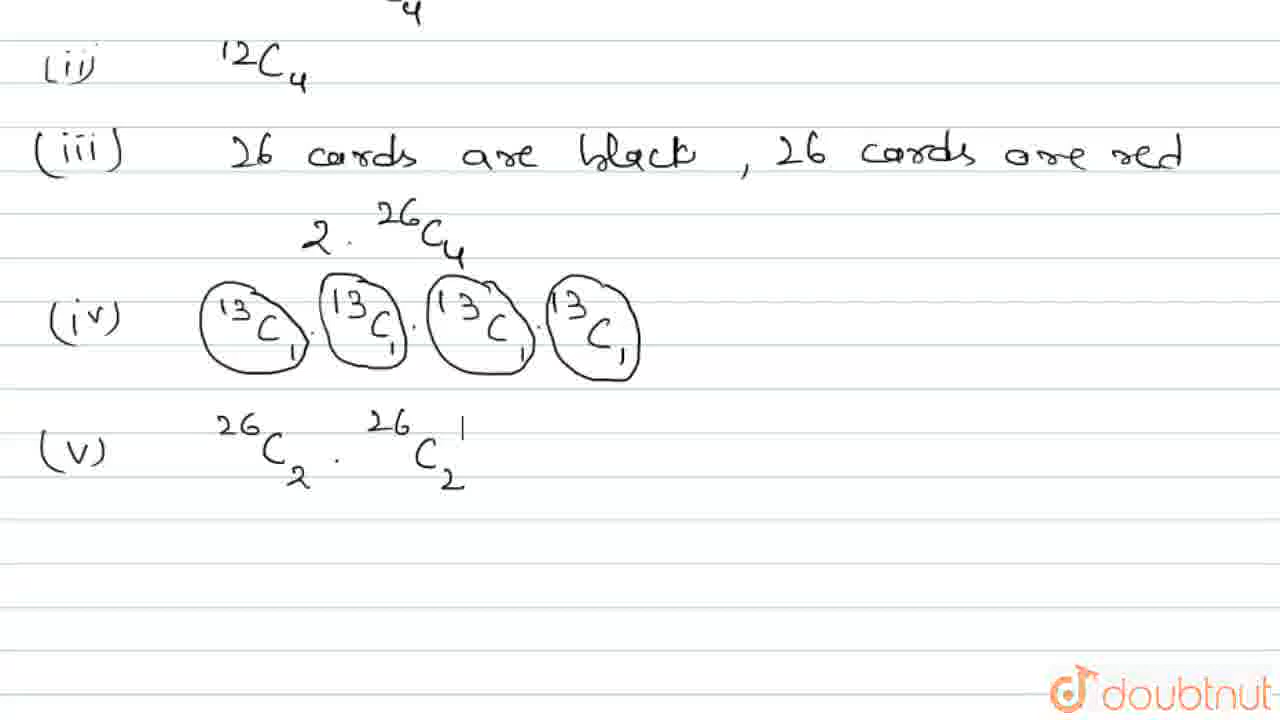 4
(ii) ¹²C₄
(iii) 26 cards are black, 26 cards are red
2 . ²⁶C₄
(iv) ¹³C₁ . ¹³C₁ . ¹³C₁ . ¹³C₁
(v) ²⁶C₂ . ²⁶C₂
doubtnut